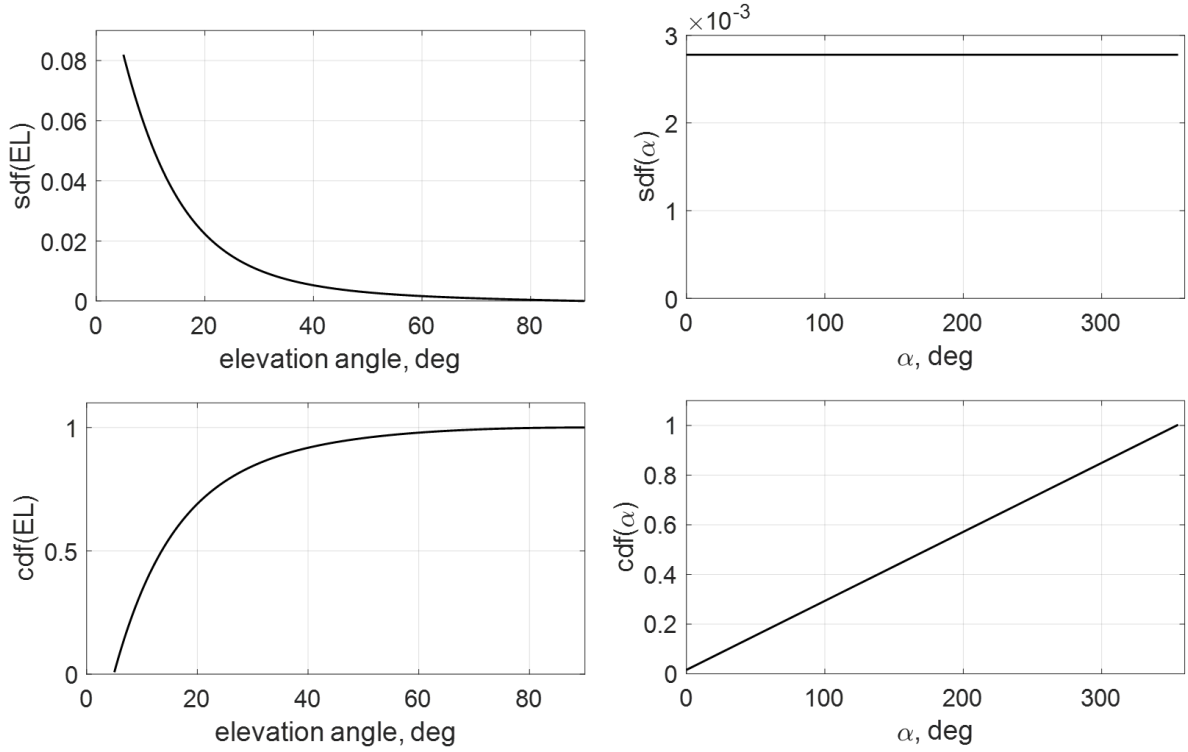 0.08
0.06
0.04
0.02
0
sdf(EL)
0 20 40 60 80
elevation angle, deg
×10-3
3
2
1
0
sdf(α)
0 100 200 300
α, deg
1
0.5
0
cdf(EL)
0 20 40 60 80
elevation angle, deg
1
0.8
0.6
0.4
0.2
0
cdf(α)
0 100 200 300
α, deg